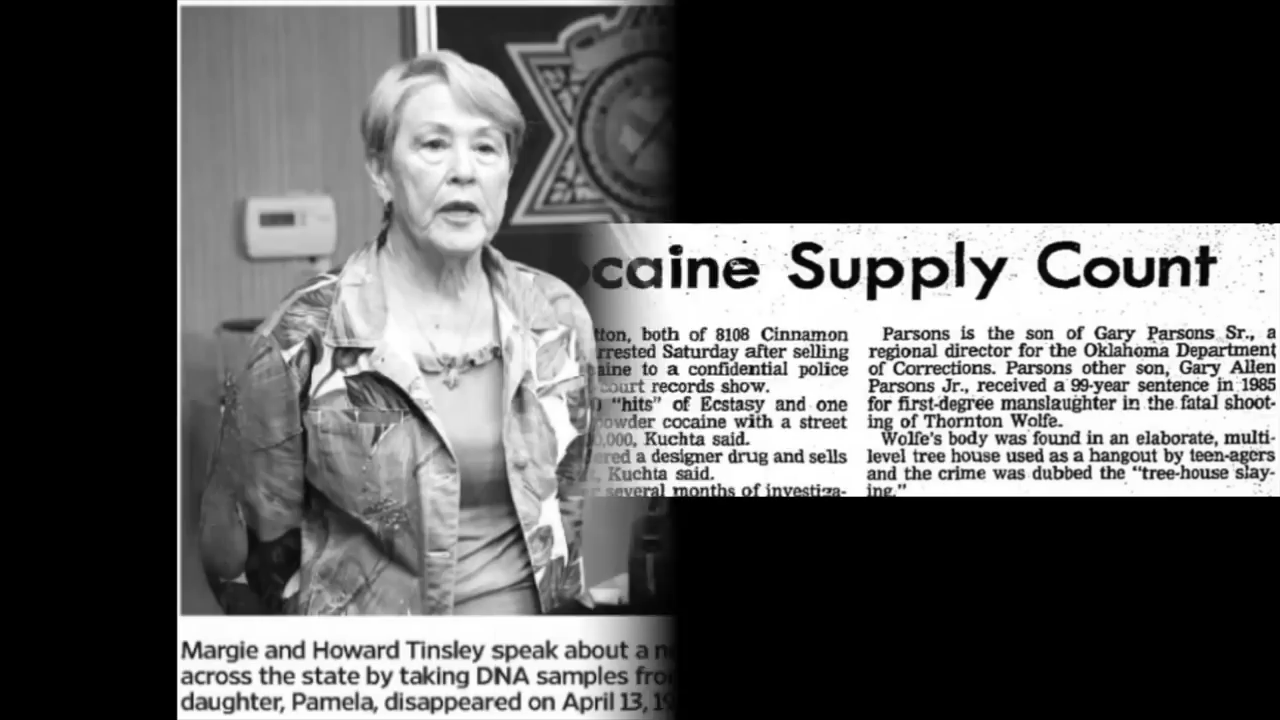 caine Supply Count
tton, both of 8108 Cinnamon
rrested Saturday after selling
aine to a confidential police
court records show.
"hits" of Ecstasy and one
powder cocaine with a street
0,000, Kuchta said.
ered a designer drug and sells
, Kuchta said.
several months of investiga-
Parsons is the son of Gary Parsons Sr., a
regional director for the Oklahoma Department
of Corrections. Parsons other son, Gary Allen
Parsons Jr., received a 99-year sentence in 1985
for first-degree manslaughter in the fatal shoot-
ing of Thornton Wolfe.
Wolfe's body was found in an elaborate, multi-
level tree house used as a hangout by teen-agers
and the crime was dubbed the "tree-house slay-
ing."
Margie and Howard Tinsley speak about a
across the state by taking DNA samples from
daughter, Pamela, disappeared on April 13, 19